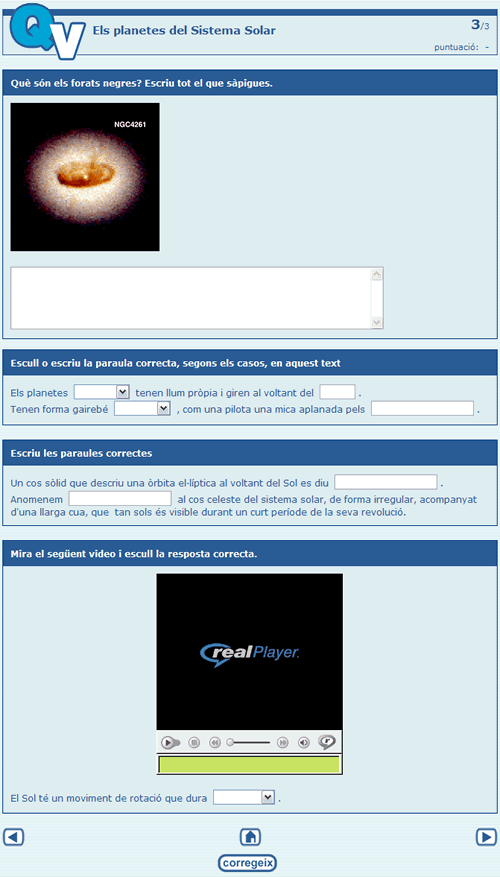 QV
Els planetes del Sistema Solar
3/3
puntuació: -
Què són els forats negres? Escriu tot el que sàpigues.
NGC4261
Escull o escriu la paraula correcta, segons els casos, en aquest text
Els planetes tenen llum pròpia i giren al voltant del .
Tenen forma gairebé , com una pilota una mica aplanada pels .
Escriu les paraules correctes
Un cos sòlid que descriu una òrbita el·líptica al voltant del Sol es diu .
Anomenem al cos celeste del sistema solar, de forma irregular, acompanyat
d'una llarga cua, que tan sols és visible durant un curt període de la seva revolució.
Mira el següent video i escull la resposta correcta.
realPlayer.
El Sol té un moviment de rotació que dura .
corregeix